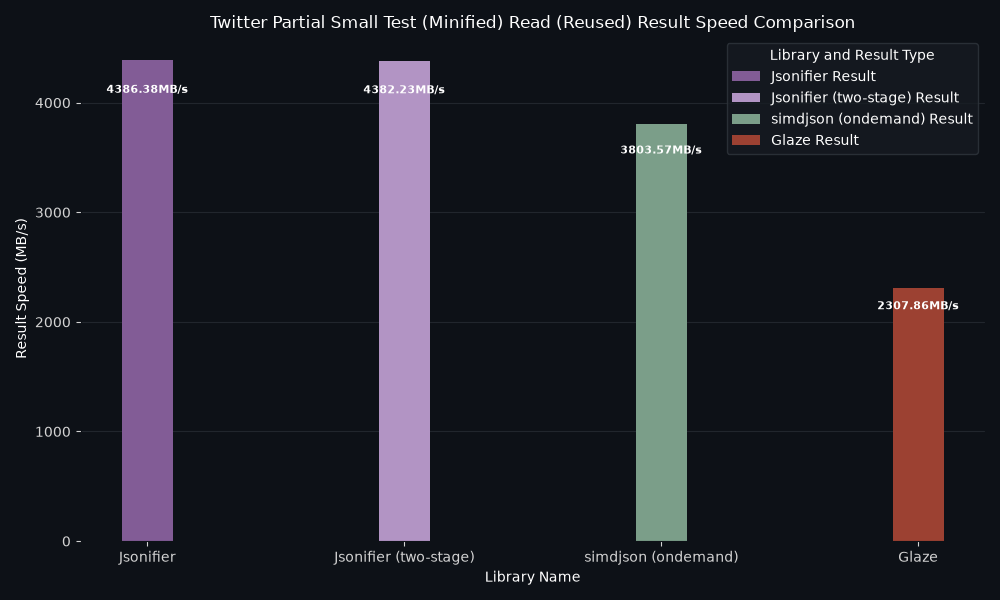 Twitter Partial Small Test (Minified) Read (Reused) Result Speed Comparison
Library and Result Type
Jsonifier Result
Jsonifier (two-stage) Result
simdjson (ondemand) Result
Glaze Result
4386.38MB/s
4382.23MB/s
3803.57MB/s
2307.86MB/s
Result Speed (MB/s)
4000
3000
2000
1000
0
Jsonifier
Jsonifier (two-stage)
simdjson (ondemand)
Glaze
Library Name